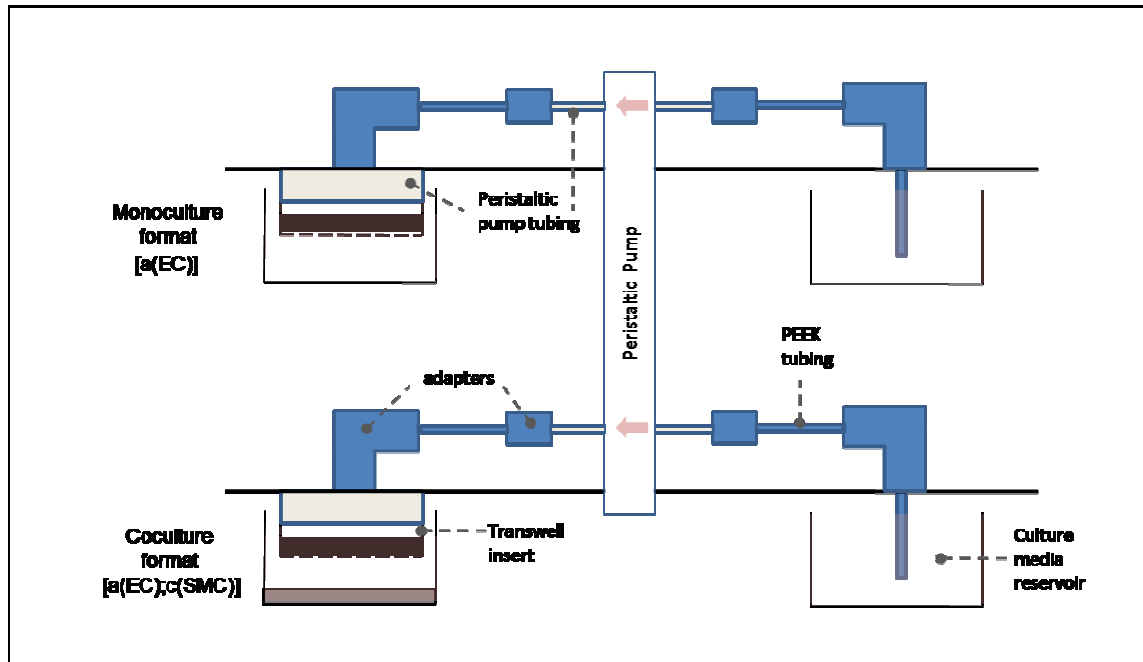 Monoculture
format
[a(EC)]
Peristaltic
pump tubing
Peristaltic Pump
PEEK
tubing
adapters
Coculture
format
[a(EC);c(SMC)]
Transwell
insert
Culture
media
reservoir